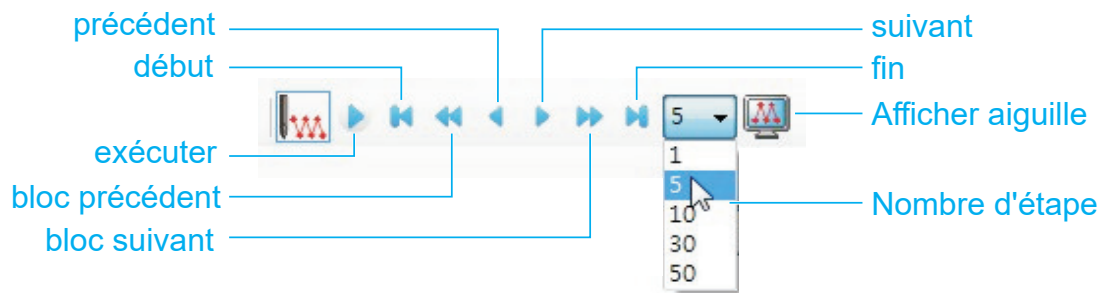 précédent
suivant
début
fin
5
Afficher aiguille
exécuter
1
5
bloc précédent
10
Nombre d'étape
bloc suivant
30
50